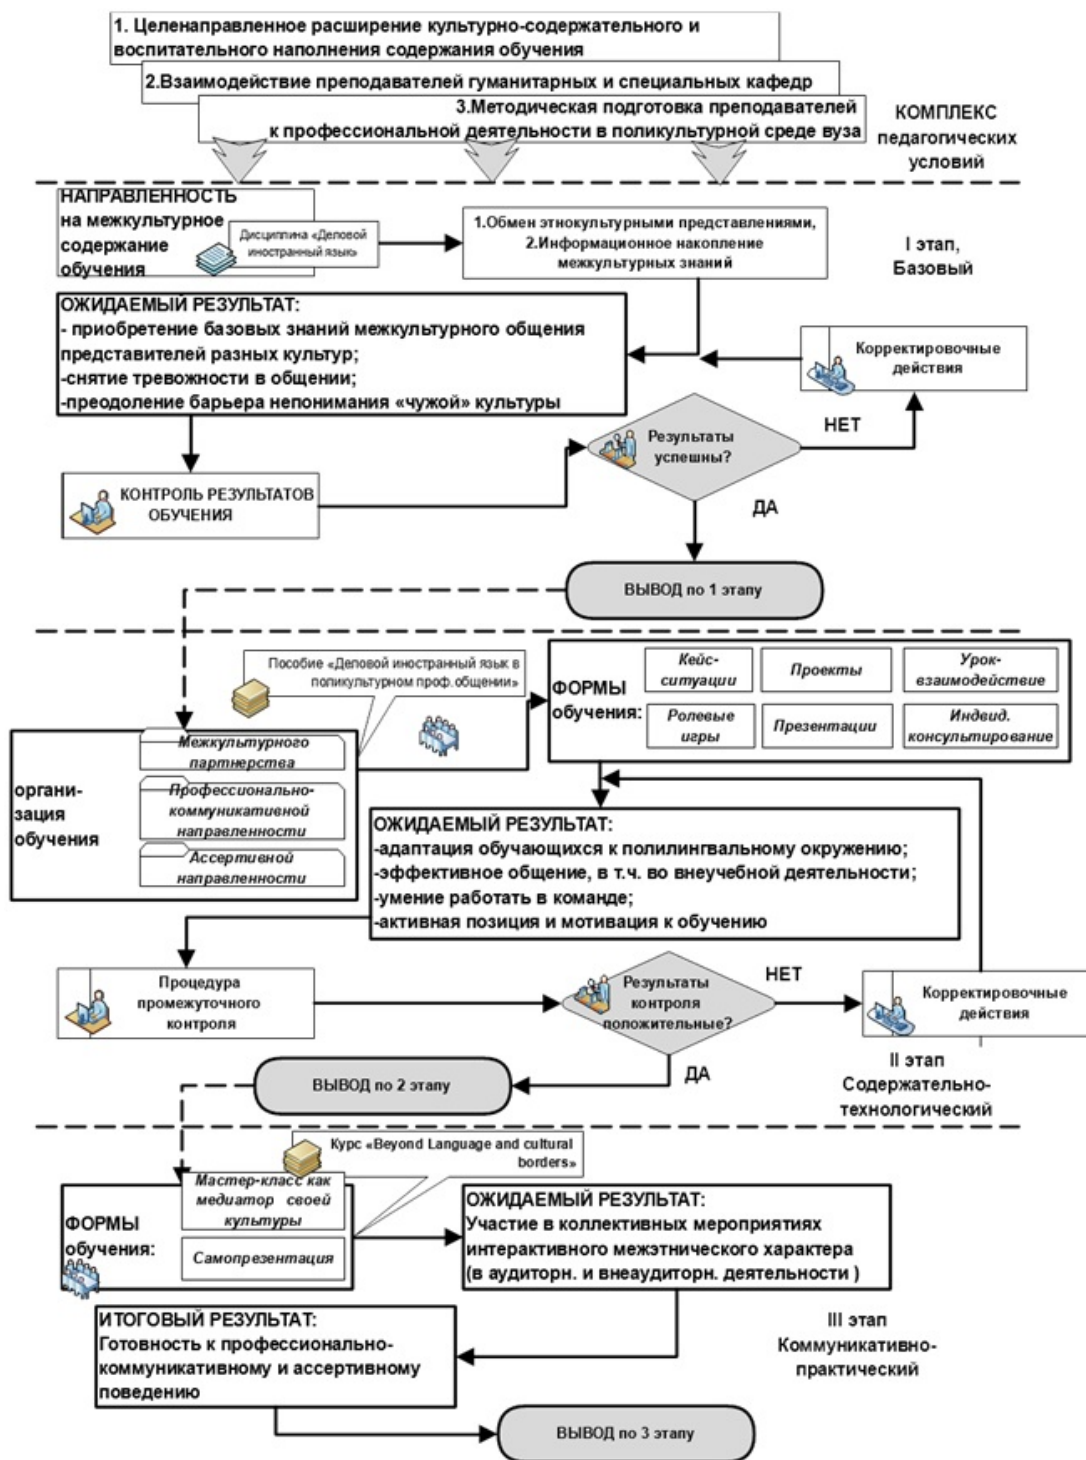 1. Целенаправленное расширение культурно-содержательного и
воспитательного наполнения содержания обучения
2.Взаимодействие преподавателей гуманитарных и специальных кафедр
3.Методическая подготовка преподавателей
к профессиональной деятельности в поликультурной среде вуза
КОМПЛЕКС
педагогических
условий
НАПРАВЛЕННОСТЬ
на межкультурное
содержание
обучения
Дисциплина «Деловой
иностранный язык»
1.Обмен этнокультурными представлениями,
2.Информационное накопление
межкультурных знаний
I этап,
Базовый
ОЖИДАЕМЫЙ РЕЗУЛЬТАТ:
- приобретение базовых знаний межкультурного общения
представителей разных культур;
-снятие тревожности в общении;
-преодоление барьера непонимания «чужой» культуры
Корректировочные
действия
Результаты
успешны?
НЕТ
КОНТРОЛЬ РЕЗУЛЬТАТОВ
ОБУЧЕНИЯ
ДА
ВЫВОД по 1 этапу
Пособие «Деловой иностранный язык в
поликультурном проф.общении»
ФОРМЫ
обучения:
Кейс-
ситуации
Проекты
Урок-
взаимодействие
Ролевые
игры
Презентации
Индвид.
консультирование
органи-
зация
обучения
Межкультурного
партнерства
Профессионально-
коммуникативной
направленности
Ассертивной
направленности
ОЖИДАЕМЫЙ РЕЗУЛЬТАТ:
-адаптация обучающихся к полилингвальному окружению;
-эффективное общение, в т.ч. во внеучебной деятельности;
-умение работать в команде;
-активная позиция и мотивация к обучению
Процедура
промежуточного
контроля
Результаты
контроля
положительные?
НЕТ
Корректировочные
действия
ДА
II этап
Содержательно-
технологический
ВЫВОД по 2 этапу
Курс «Beyond Language and cultural
borders»
ФОРМЫ
обучения:
Мастер-класс как
медиатор своей
культуры
Самопрезентация
ОЖИДАЕМЫЙ РЕЗУЛЬТАТ:
Участие в коллективных мероприятиях
интерактивного межэтнического характера
(в аудиторн. и внеаудиторн. деятельности )
ИТОГОВЫЙ РЕЗУЛЬТАТ:
Готовность к профессионально-
коммуникативному и ассертивному
поведению
III этап
Коммуникативно-
практический
ВЫВОД по 3 этапу